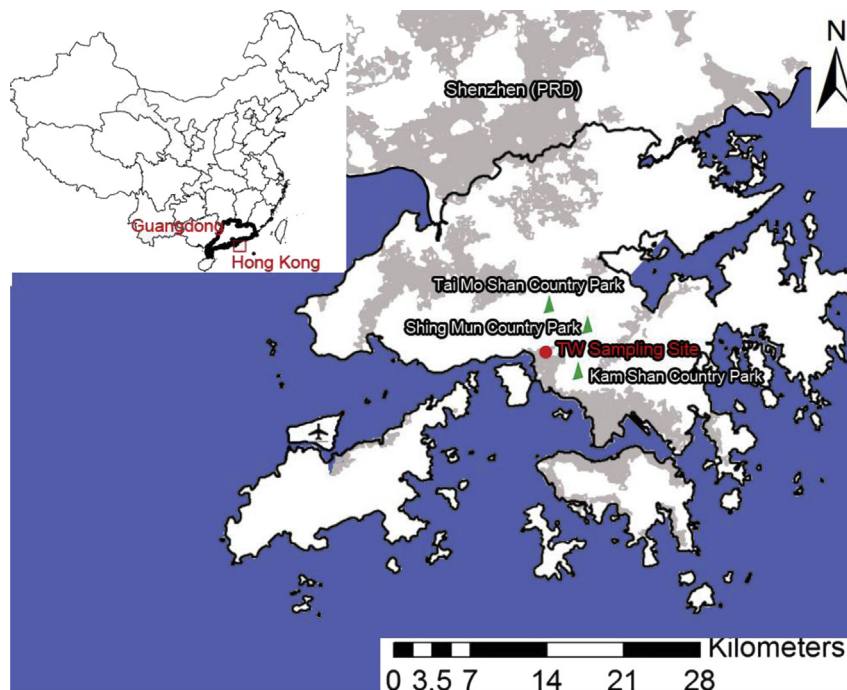 N
Shenzhen (PRD)
Guangdong
Hong Kong
Tai Mo Shan Country Park
Shing Mun Country Park
TW Sampling Site
Kam Shan Country Park
Kilometers
0 3.5 7 14 21 28